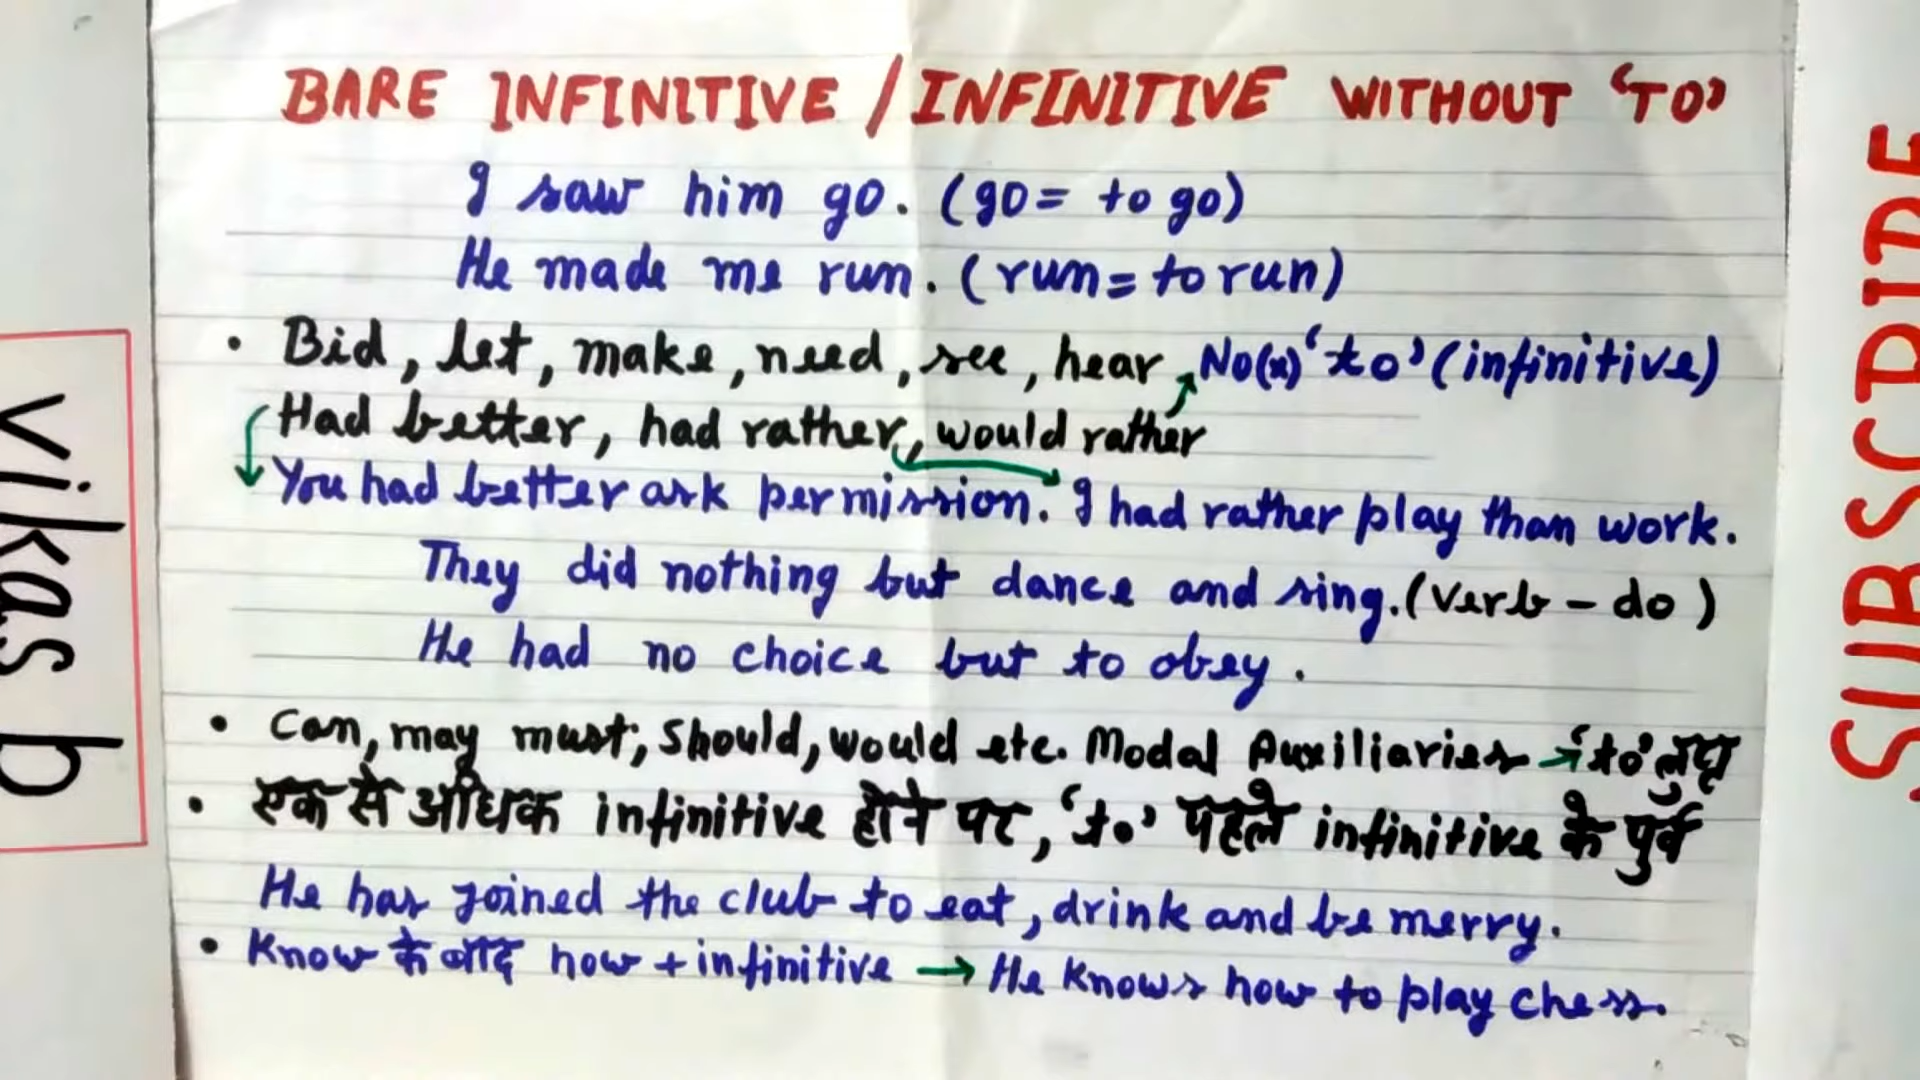 BARE INFINITIVE / INFINITIVE WITHOUT 'TO'
I saw him go. (go = to go)
He made me run. (run = to run)
• Bid, let, make, need, see, hear, No(x) 'to' (infinitive)
Had better, had rather, would rather
You had better ask permission. I had rather play than work.
They did nothing but dance and sing. (Verb - do)
He had no choice but to obey.
• Can, may must, Should, would etc. Modal Auxiliaries → 'to' लुप्त
• एक से अधिक infinitive होने पर, 'to' पहले infinitive के पुर्व
He has joined the club to eat, drink and be merry.
• Know के बाद how + infinitive → He knows how to play chess.
vikas b
SUBSCRIBE